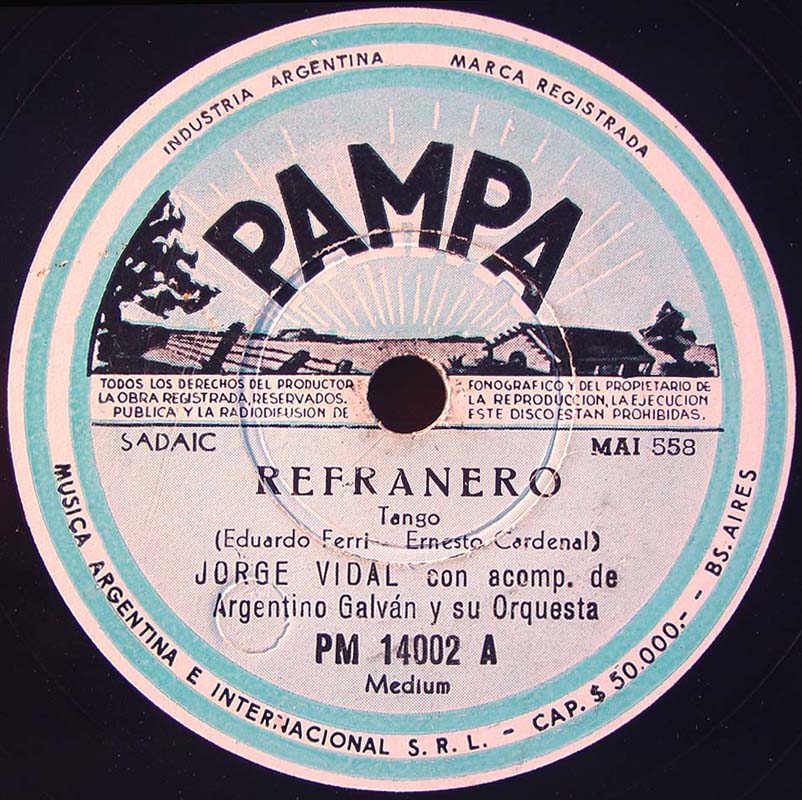 INDUSTRIA ARGENTINA MARCA REGISTRADA
PAMPA
TODOS LOS DERECHOS DEL PRODUCTOR FONOGRAFICO Y DEL PROPIETARIO DE
LA OBRA REGISTRADA, RESERVADOS. LA REPRODUCCION, LA EJECUCION
PUBLICA Y LA RADIODIFUSION DE ESTE DISCO ESTAN PROHIBIDAS.
SADAIC MAI 558
REFRANERO
Tango
(Eduardo Ferri - Ernesto Cardenal)
JORGE VIDAL con acomp. de
Argentino Galván y su Orquesta
PM 14002 A
Medium
MUSICA ARGENTINA E INTERNACIONAL S.R.L. - CAP. $ 50.000.- - BS. AIRES